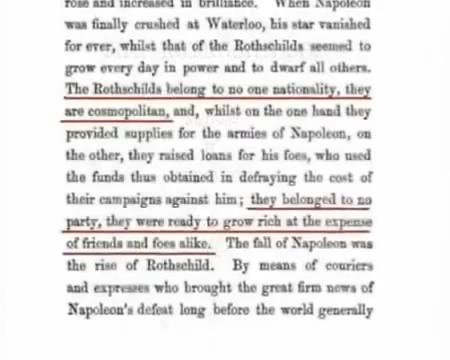 rose and increased in brilliance. When Napoleon
was finally crushed at Waterloo, his star vanished
for ever, whilst that of the Rothschilds seemed to
grow every day in power and to dwarf all others.
The Rothschilds belong to no one nationality, they
are cosmopolitan, and, whilst on the one hand they
provided supplies for the armies of Napoleon, on
the other, they raised loans for his foes, who used
the funds thus obtained in defraying the cost of
their campaigns against him; they belonged to no
party, they were ready to grow rich at the expense
of friends and foes alike. The fall of Napoleon was
the rise of Rothschild. By means of couriers
and expresses who brought the great firm news of
Napoleon's defeat long before the world generally